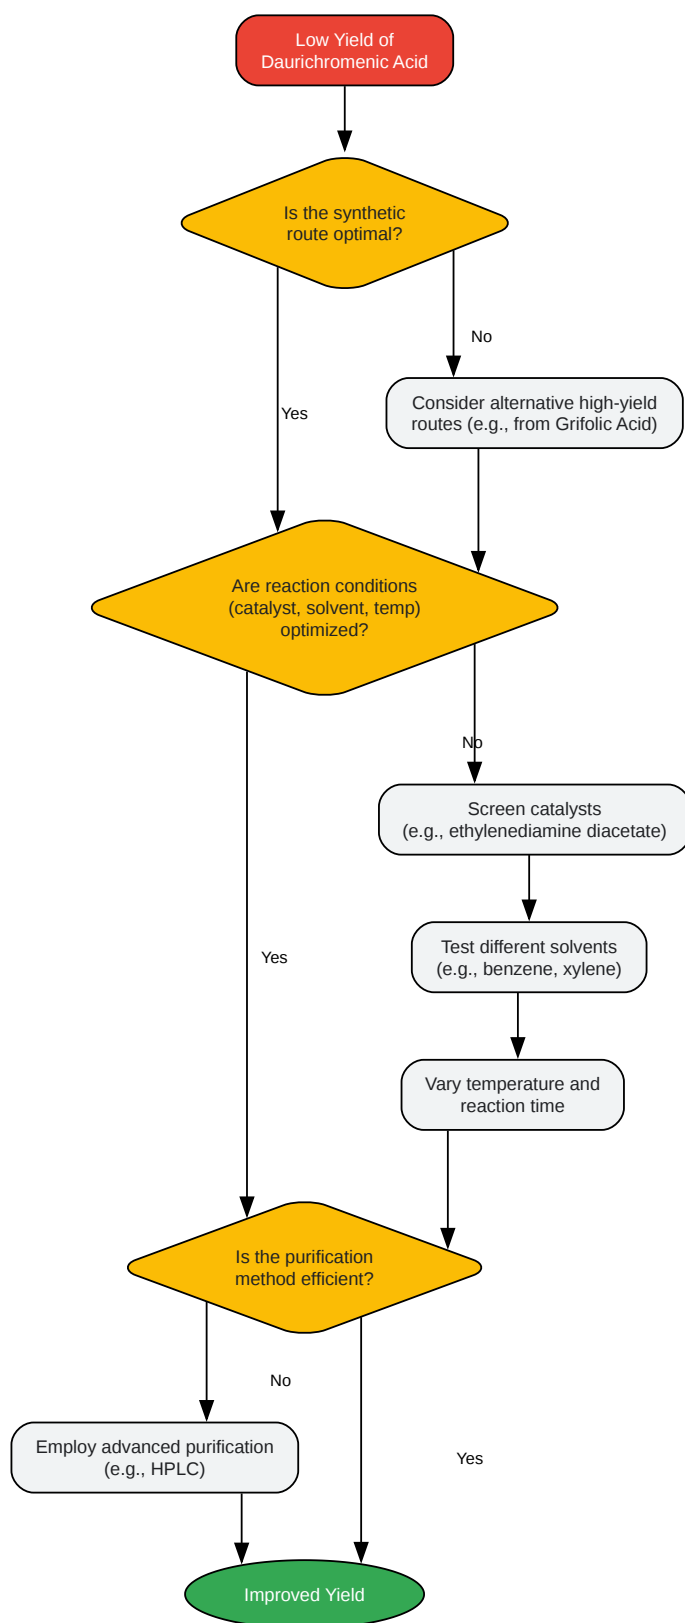 Low Yield of
Daurichromenic Acid
Is the synthetic
route optimal?
No
Consider alternative high-yield
routes (e.g., from Grifolic Acid)
Yes
Are reaction conditions
(catalyst, solvent, temp)
optimized?
No
Screen catalysts
(e.g., ethylenediamine diacetate)
Test different solvents
(e.g., benzene, xylene)
Yes
Vary temperature and
reaction time
Is the purification
method efficient?
No
Employ advanced purification
(e.g., HPLC)
Yes
Improved Yield